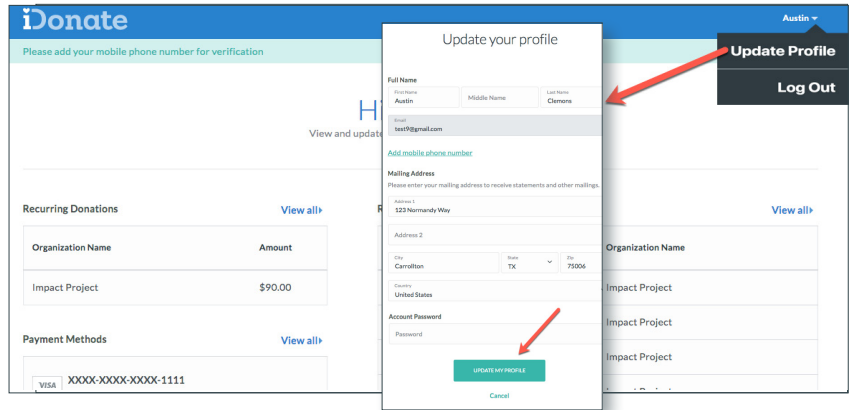 iDonate
Austin
Please add your mobile phone number for verification
Update Profile
Log Out
View and update
Recurring Donations
View all
Organization Name
Amount
Impact Project
$90.00
Payment Methods
View all
VISA XXXX-XXXX-XXXX-1111
Update your profile
Full Name
First Name
Austin
Middle Name
Last Name
Clemons
Email
test9@gmail.com
Add mobile phone number
Mailing Address
Please enter your mailing address to receive statements and other mailings.
Address 1
123 Normandy Way
Address 2
City
Carrollton
State
TX
Zip
75006
Country
United States
Account Password
Password
UPDATE MY PROFILE
Cancel
View all
Organization Name
Impact Project
Impact Project
Impact Project